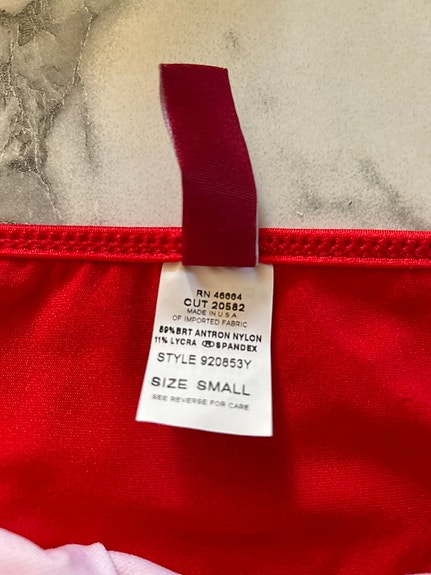 RN 46664
CUT 20582
MADE IN U.S.A.
OF IMPORTED FABRIC
89%BRT ANTRON NYLON
11% LYCRA ®SPANDEX
STYLE 920853Y
SIZE SMALL
SEE REVERSE FOR CARE